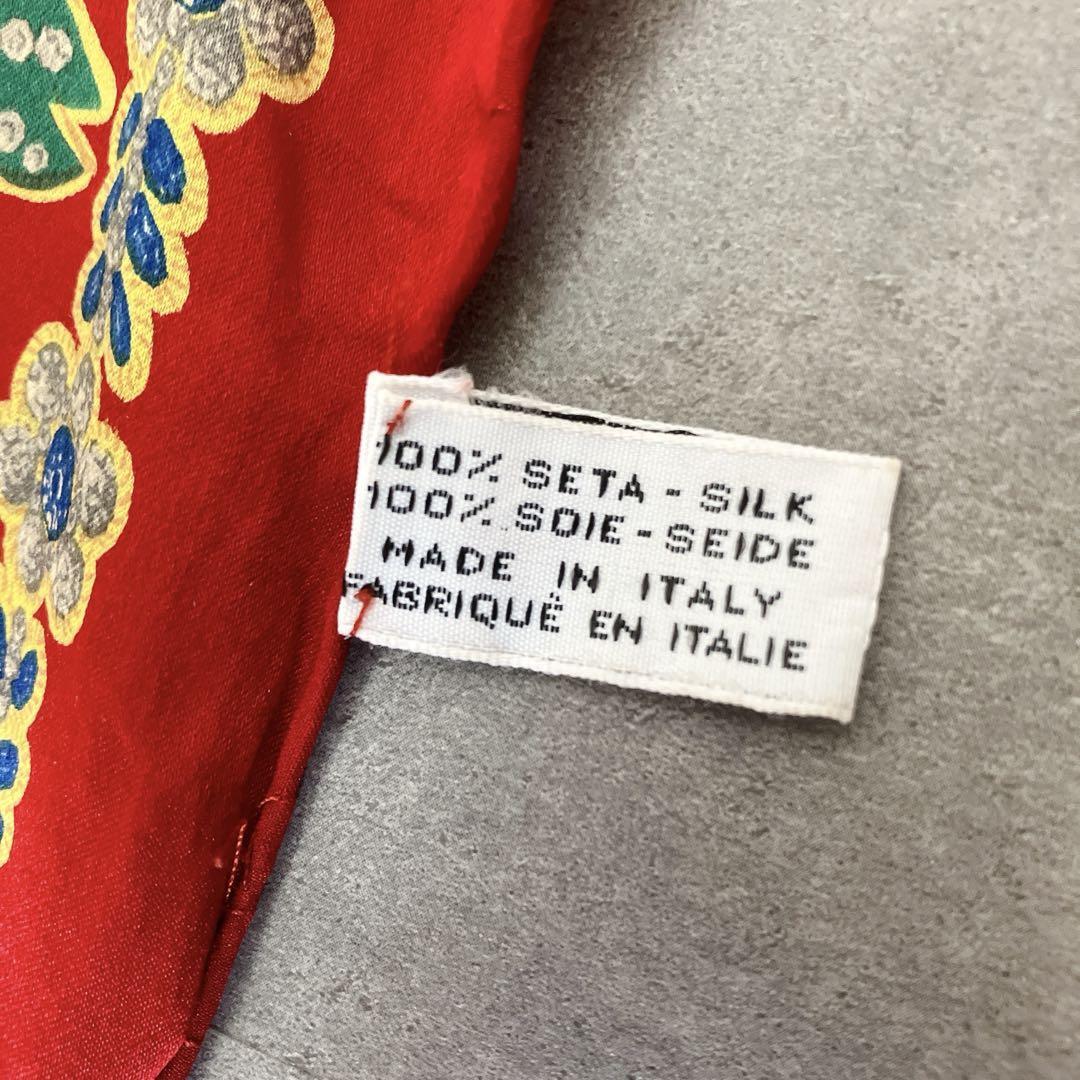 100% SETA - SILK
100% SOIE - SEIDE
MADE IN ITALY
FABRIQUÉ EN ITALIE